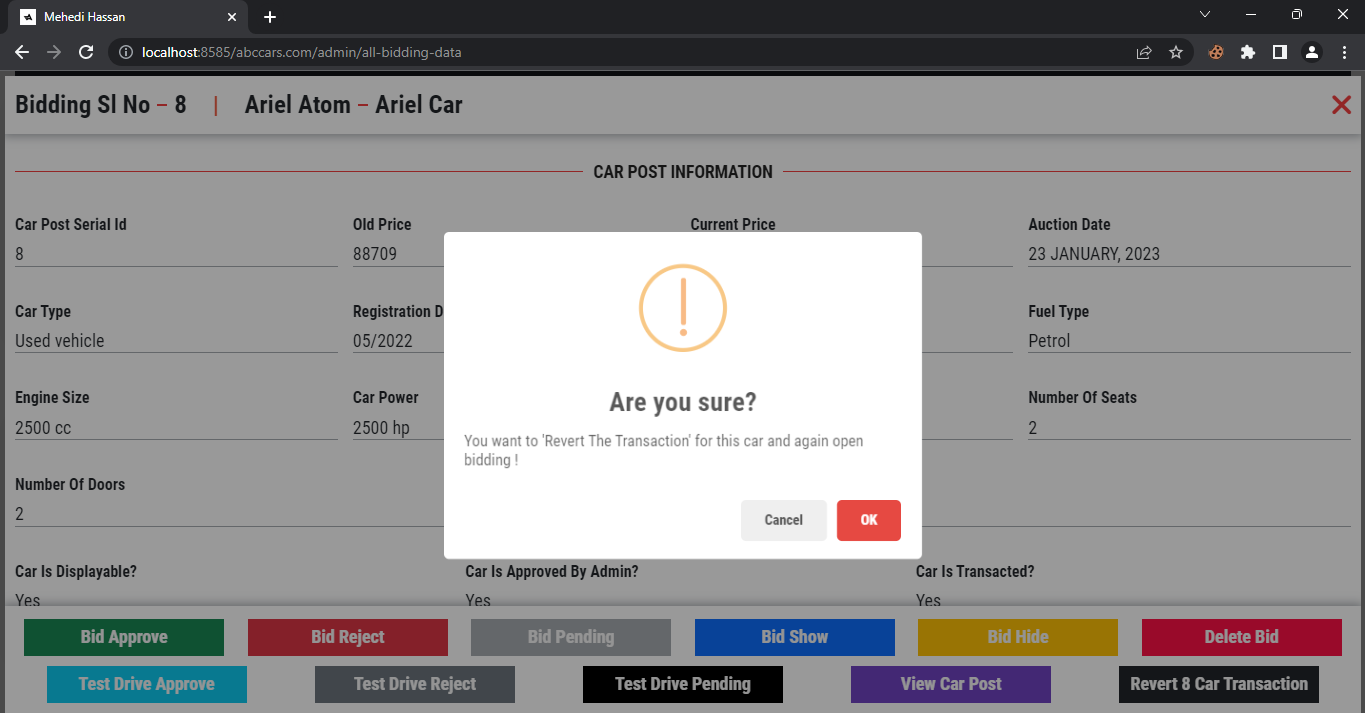 Mehedi Hassan
localhost:8585/abccars.com/admin/all-bidding-data
Bidding Sl No – 8 | Ariel Atom – Ariel Car
CAR POST INFORMATION
Car Post Serial Id
8
Old Price
88709
Current Price
Auction Date
23 JANUARY, 2023
Car Type
Used vehicle
Registration D
05/2022
Fuel Type
Petrol
Engine Size
2500 cc
Car Power
2500 hp
Number Of Seats
2
Number Of Doors
2
Car Is Displayable?
Yes
Car Is Approved By Admin?
Yes
Car Is Transacted?
Yes
Are you sure?
You want to 'Revert The Transaction' for this car and again open
bidding !
Cancel
OK
Bid Approve
Bid Reject
Bid Pending
Bid Show
Bid Hide
Delete Bid
Test Drive Approve
Test Drive Reject
Test Drive Pending
View Car Post
Revert 8 Car Transaction